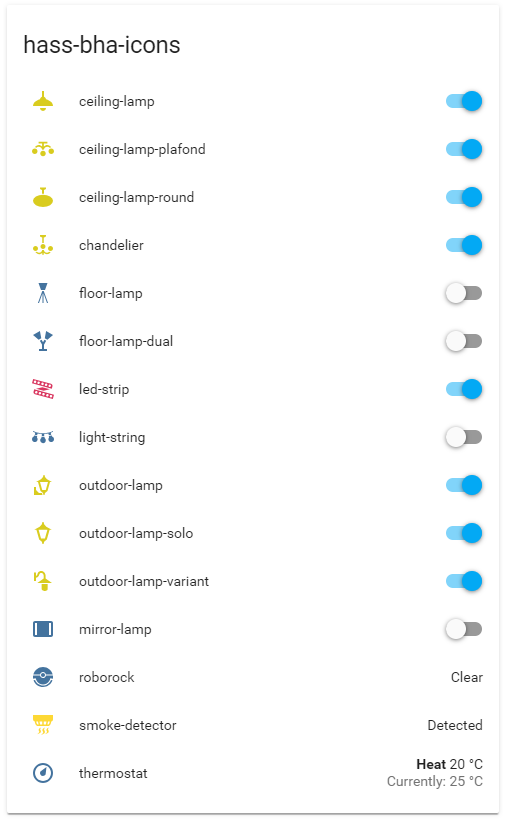 hass-bha-icons
ceiling-lamp
ceiling-lamp-plafond
ceiling-lamp-round
chandelier
floor-lamp
floor-lamp-dual
led-strip
light-string
outdoor-lamp
outdoor-lamp-solo
outdoor-lamp-variant
mirror-lamp
roborock Clear
smoke-detector Detected
thermostat Heat 20 °C
Currently: 25 °C